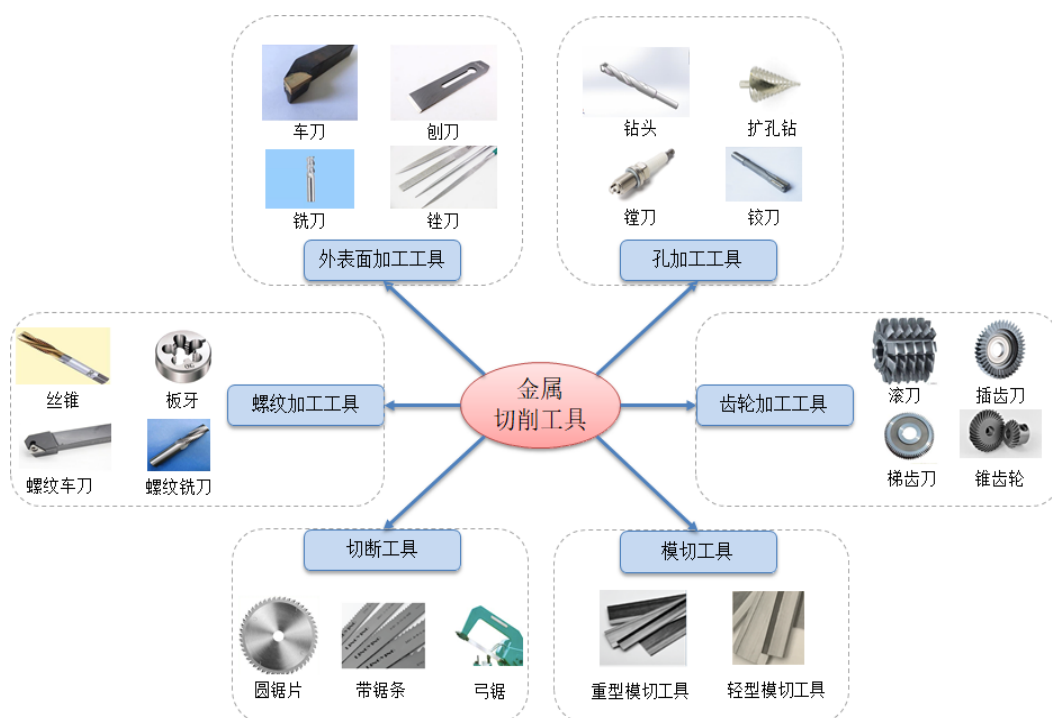 车刀
刨刀
铣刀
锉刀
外表面加工工具
钻头
扩孔钻
镗刀
铰刀
孔加工工具
丝锥
板牙
螺纹车刀
螺纹铣刀
螺纹加工工具
金属
切削工具
齿轮加工工具
滚刀
插齿刀
梯齿刀
锥齿轮
切断工具
圆锯片
带锯条
弓锯
模切工具
重型模切工具
轻型模切工具